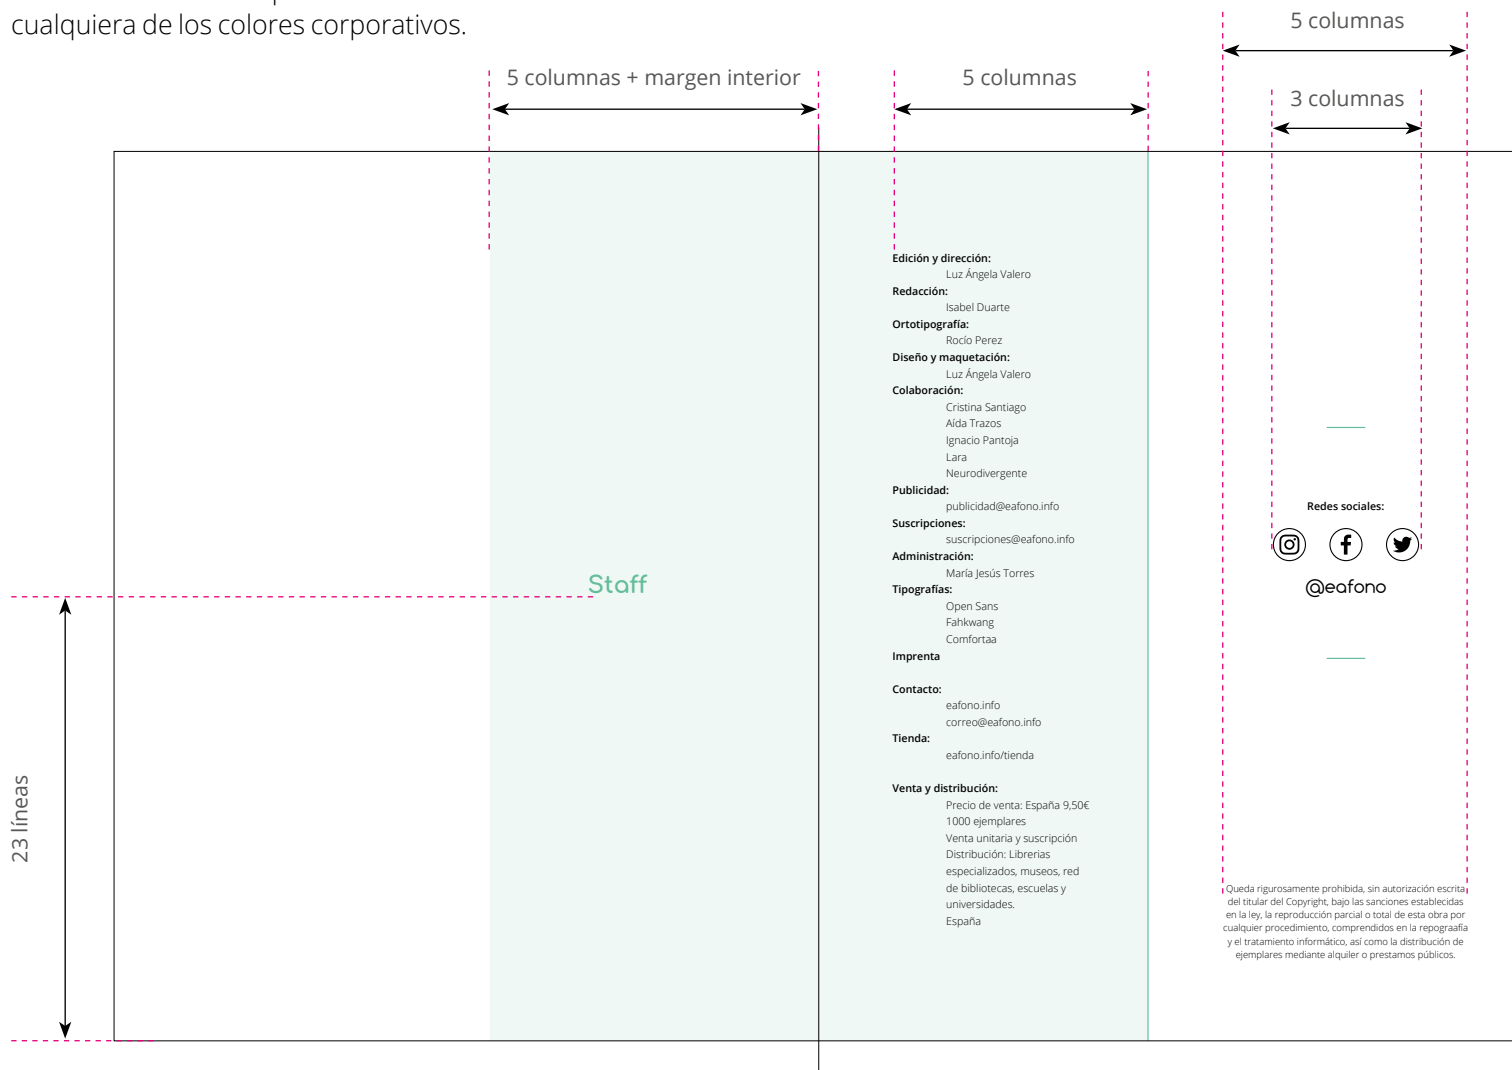 cualquiera de los colores corporativos.
5 columnas + margen interior
5 columnas
5 columnas
3 columnas
23 líneas
Staff
Edición y dirección:
Luz Ángela Valero
Redacción:
Isabel Duarte
Ortotipografía:
Rocío Perez
Diseño y maquetación:
Luz Ángela Valero
Colaboración:
Cristina Santiago
Aída Trazos
Ignacio Pantoja
Lara
Neurodivergente
Publicidad:
publicidad@eafono.info
Suscripciones:
suscripciones@eafono.info
Administración:
María Jesús Torres
Tipografías:
Open Sans
Fahkwang
Comfortaa
Imprenta
Contacto:
eafono.info
correo@eafono.info
Tienda:
eafono.info/tienda
Venta y distribución:
Precio de venta: España 9,50€
1000 ejemplares
Venta unitaria y suscripción
Distribución: Librerias
especializados, museos, red
de bibliotecas, escuelas y
universidades.
España
Redes sociales:
@eafono
Queda rigurosamente prohibida, sin autorización escrita
del titular del Copyright, bajo las sanciones establecidas
en la ley, la reproducción parcial o total de esta obra por
cualquier procedimiento, comprendidos en la repograafía
y el tratamiento informático, así como la distribución de
ejemplares mediante alquiler o prestamos públicos.